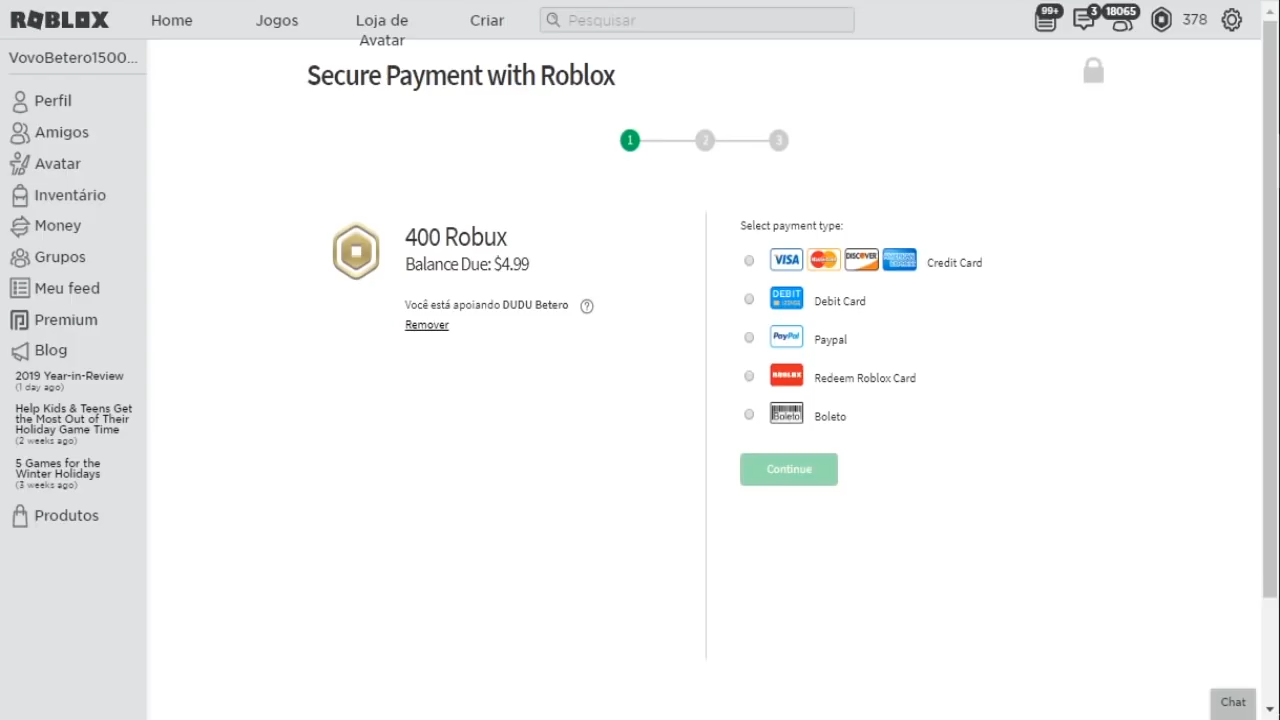 ROBLOX
Home
Jogos
Loja de
Avatar
Criar
Pesquisar
99+
3
18065
378
VovoBetero1500...
Perfil
Amigos
Avatar
Inventário
Money
Grupos
Meu feed
Premium
Blog
2019 Year-in-Review
(1 day ago)
Help Kids & Teens Get
the Most Out of Their
Holiday Game Time
(2 weeks ago)
5 Games for the
Winter Holidays
(3 weeks ago)
Produtos
Secure Payment with Roblox
1
2
3
400 Robux
Balance Due: $4.99
Você está apoiando DUDU Betero ?
Remover
Select payment type:
VISA MasterCard DISCOVER Credit Card
DEBIT Debit Card
PayPal Paypal
ROBLOX Redeem Roblox Card
Boleto Boleto
Continue
Chat